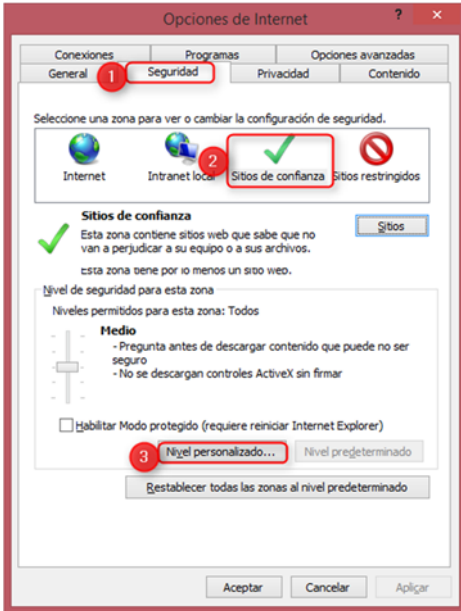 Opciones de Internet
?
×
Conexiones Programas Opciones avanzadas
General 1 Seguridad Privacidad Contenido
Seleccione una zona para ver o cambiar la configuración de seguridad.
2
Internet Intranet local Sitios de confianza Sitios restringidos
Sitios de confianza
Sitios
Esta zona contiene sitios web que sabe que no
van a perjudicar a su equipo o a sus archivos.
Esta zona tiene por lo menos un sitio web.
Nivel de seguridad para esta zona
Niveles permitidos para esta zona: Todos
Medio
- Pregunta antes de descargar contenido que puede no ser
seguro
- No se descargan controles ActiveX sin firmar
Habilitar Modo protegido (requiere reiniciar Internet Explorer)
3 Nivel personalizado... Nivel predeterminado
Restablecer todas las zonas al nivel predeterminado
Aceptar Cancelar Aplicar